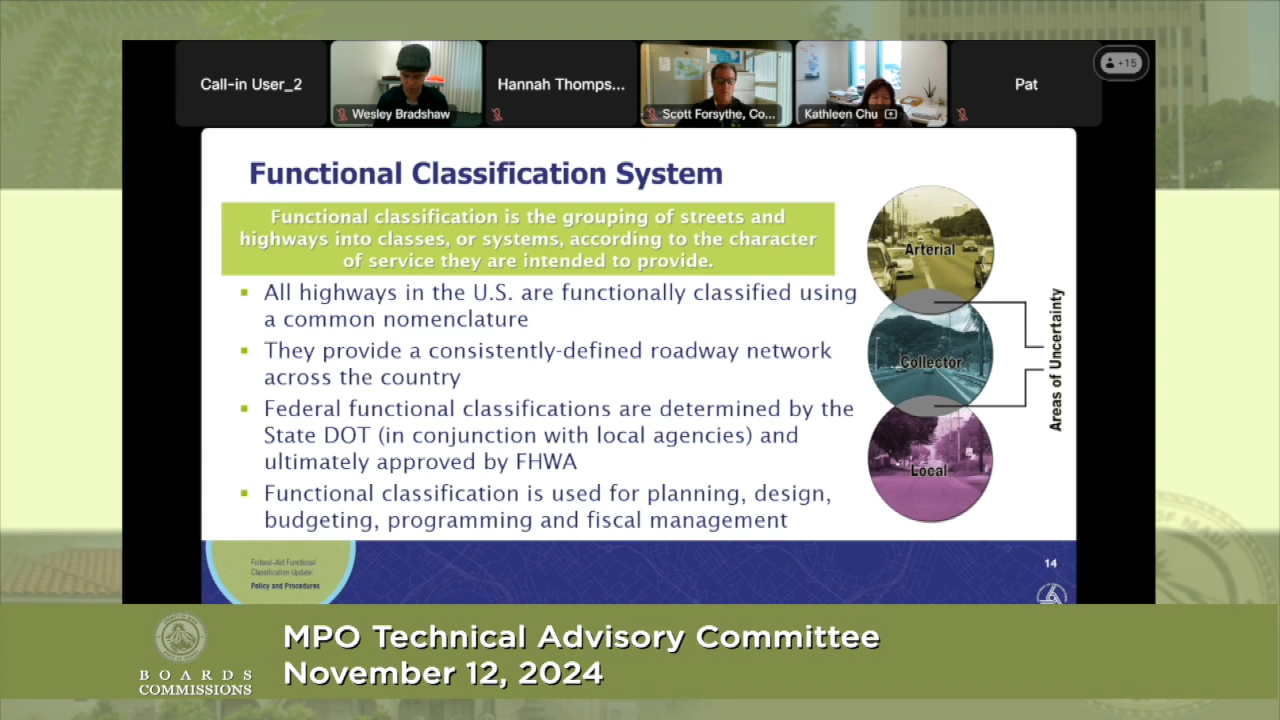 Call-in User_2
Wesley Bradshaw
Hannah Thomps...
Scott Forsythe, Co...
Kathleen Chu
Pat
+15
Functional Classification System
Functional classification is the grouping of streets and
highways into classes, or systems, according to the character
of service they are intended to provide.
All highways in the U.S. are functionally classified using
a common nomenclature
They provide a consistently-defined roadway network
across the country
Federal functional classifications are determined by the
State DOT (in conjunction with local agencies) and
ultimately approved by FHWA
Functional classification is used for planning, design,
budgeting, programming and fiscal management
Arterial
Collector
Local
Areas of Uncertainty
Federal-Aid Functional
Classification Update:
Policy and Procedures
14
BOARDS
COMMISSIONS
MPO Technical Advisory Committee
November 12, 2024